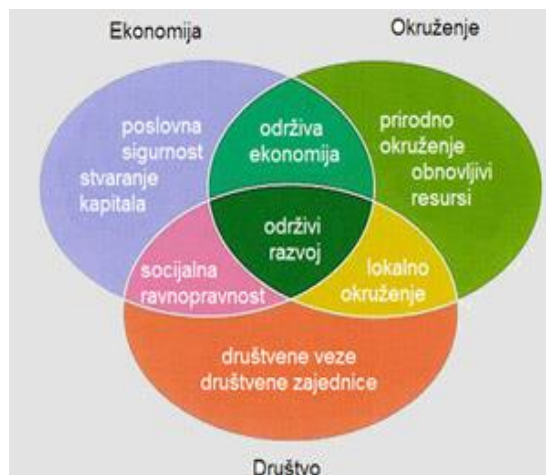 Ekonomija
Okruženje
poslovna
sigurnost
stvaranje
kapitala
održiva
ekonomija
prirodno
okruženje
obnovljivi
resursi
održivi
razvoj
socijalna
ravnopravnost
lokalno
okruženje
društvene veze
društvene zajednice
Društvo